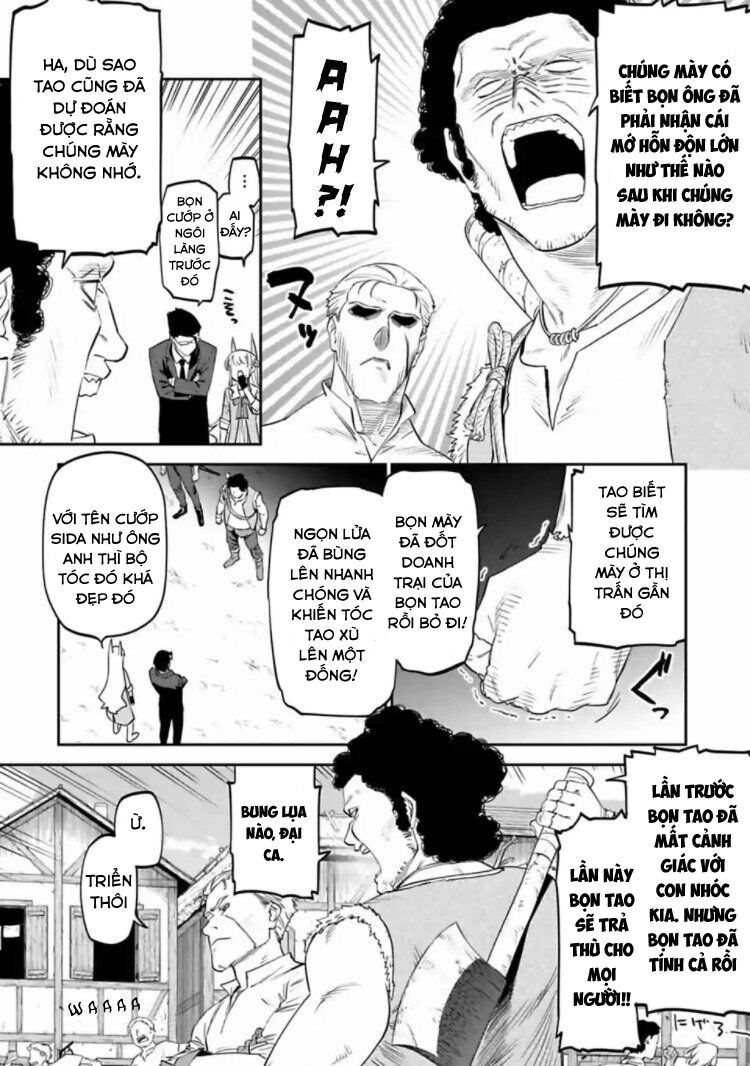 CHÚNG MÀY CÓ
BIẾT BỌN ÔNG ĐÃ
PHẢI NHẬN CÁI
MỚ HỖN ĐỘN LỚN
NHƯ THẾ NÀO
SAU KHI CHÚNG
MÀY ĐI KHÔNG?
AAH?!
ヌッ
HA, DÙ SAO
TAO CŨNG ĐÃ
DỰ ĐOÁN
ĐƯỢC RẰNG
CHÚNG MÀY
KHÔNG NHỚ.
...
AI
ĐẤY?
BỌN
CƯỚP Ở
NGÔI
LÀNG
TRƯỚC
ĐÓ
TAO BIẾT
SẼ TÌM
ĐƯỢC
CHÚNG
MÀY Ở THỊ
TRẤN GẦN
ĐÓ
BỌN MÀY
ĐÃ ĐỐT
DOANH
TRẠI CỦA
BỌN TAO
RỒI BỎ ĐI!
NGỌN LỬA
ĐÃ BÙNG
LÊN NHANH
CHÓNG VÀ
KHIẾN TÓC
TAO XÙ
LÊN MỘT
ĐỐNG!
VỚI TÊN CƯỚP
SIDA NHƯ ÔNG
ANH THÌ BỘ
TÓC ĐÓ KHÁ
ĐẸP ĐÓ
LẦN TRƯỚC
BỌN TAO ĐÃ
MẤT CẢNH
GIÁC VỚI
CON NHÓC
KIA. NHƯNG
BỌN TAO ĐÃ
TÍNH CẢ RỒI
LẦN NÀY
BỌN TAO
SẼ TRẢ
THÙ CHO
MỌI
NGƯỜI!!
BUNG LỤA
NÀO, ĐẠI
CA.
Ừ.
TRIỂN
THÔI
WAAAA
にげろー